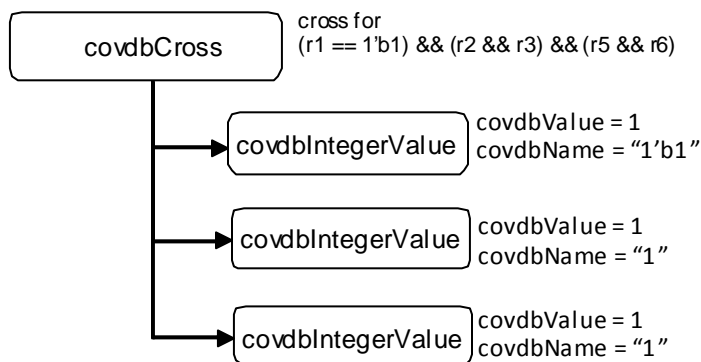 covdbCross
cross for
(r1 == 1'b1) && (r2 && r3) && (r5 && r6)
covdbIntegerValue
covdbValue = 1
covdbName = “1'b1”
covdbIntegerValue
covdbValue = 1
covdbName = “1”
covdbIntegerValue
covdbValue = 1
covdbName = “1”